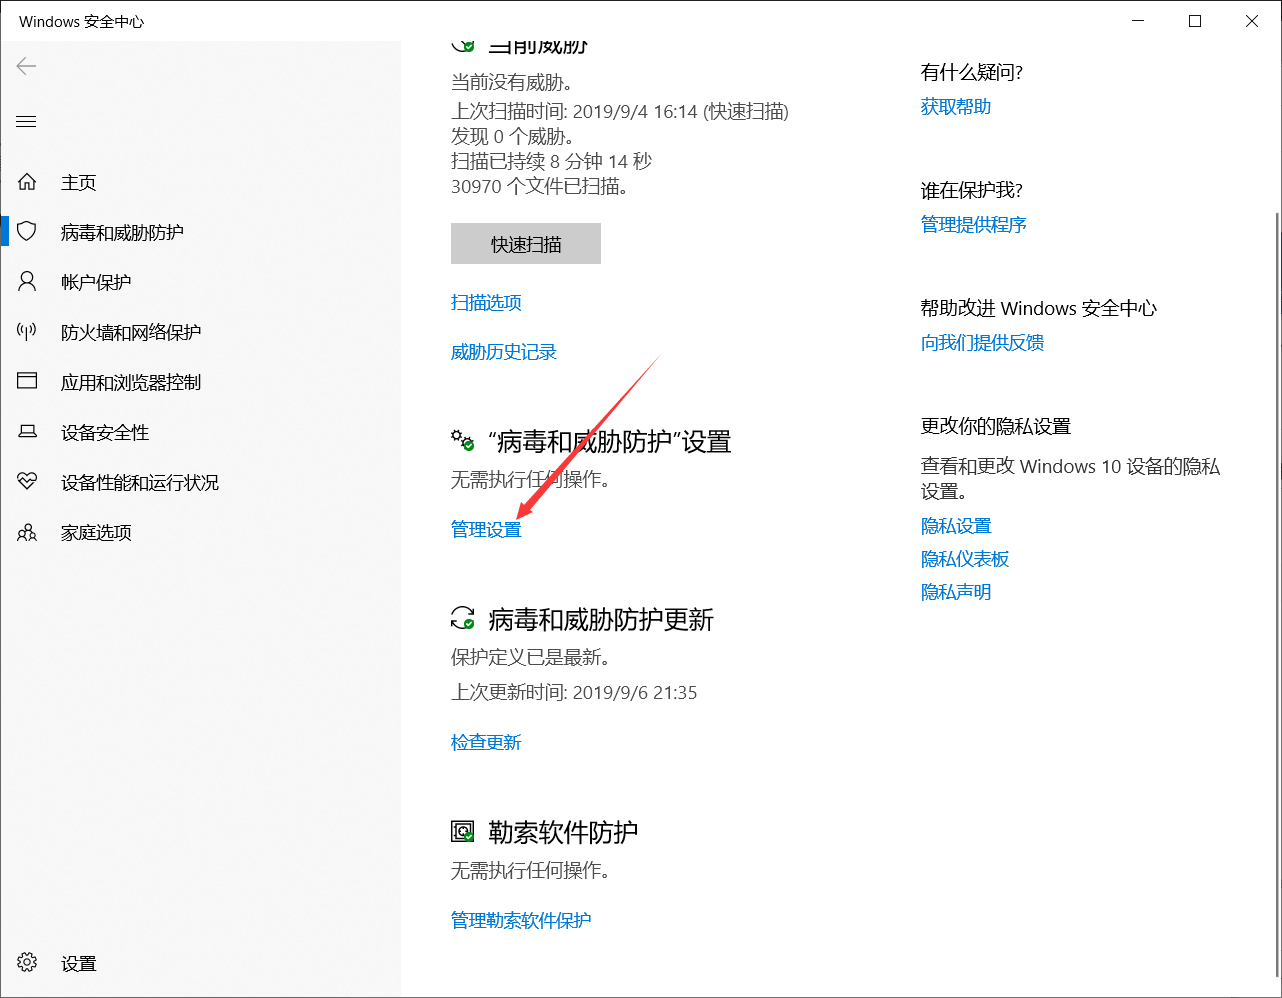 Windows 安全中心
主页
病毒和威胁防护
帐户保护
防火墙和网络保护
应用和浏览器控制
设备安全性
设备性能和运行状况
家庭选项
设置
当前威胁
当前没有威胁。
上次扫描时间: 2019/9/4 16:14 (快速扫描)
发现 0 个威胁。
扫描已持续 8 分钟 14 秒
30970 个文件已扫描。
快速扫描
扫描选项
威胁历史记录
“病毒和威胁防护”设置
无需执行任何操作。
管理设置
病毒和威胁防护更新
保护定义已是最新。
上次更新时间: 2019/9/6 21:35
检查更新
勒索软件防护
无需执行任何操作。
管理勒索软件保护
有什么疑问?
获取帮助
谁在保护我?
管理提供程序
帮助改进 Windows 安全中心
向我们提供反馈
更改你的隐私设置
查看和更改 Windows 10 设备的隐私
设置。
隐私设置
隐私仪表板
隐私声明